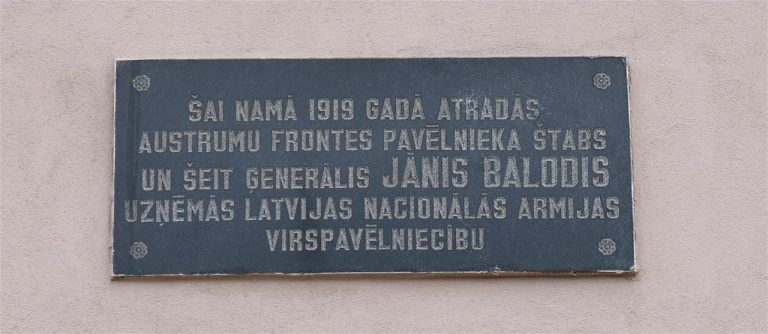 ŠAI NAMĀ 1919 GADĀ ATRADĀS
AUSTRUMU FRONTES PAVĒLNIEKA ŠTABS
UN ŠEIT ĢENERĀLIS JĀNIS BALODIS
UZŅĒMĀS LATVIJAS NACIONĀLĀS ARMIJAS
VIRSPAVĒLNIECĪBU